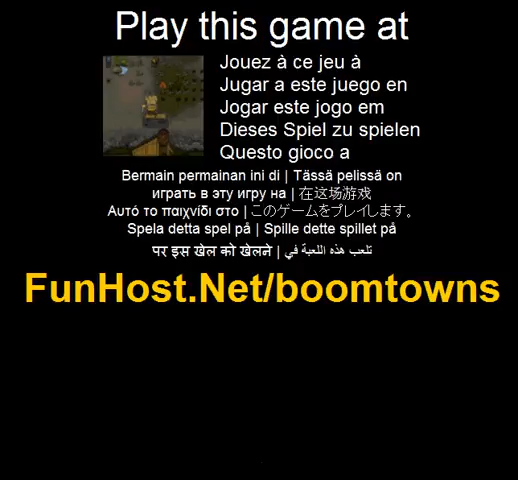 Play this game at
Jouez à ce jeu à
Jugar a este juego en
Jogar este jogo em
Dieses Spiel zu spielen
Questo gioco a
Bermain permainan ini di | Tässä pelissä on
играть в эту игру на | 在这场游戏
Αυτό το παιχνίδι στο | このゲームをプレイします。
Spela detta spel på | Spille dette spillet på
पर इस खेल को खेलने | تلعب هذه اللعبة في
FunHost.Net/boomtowns